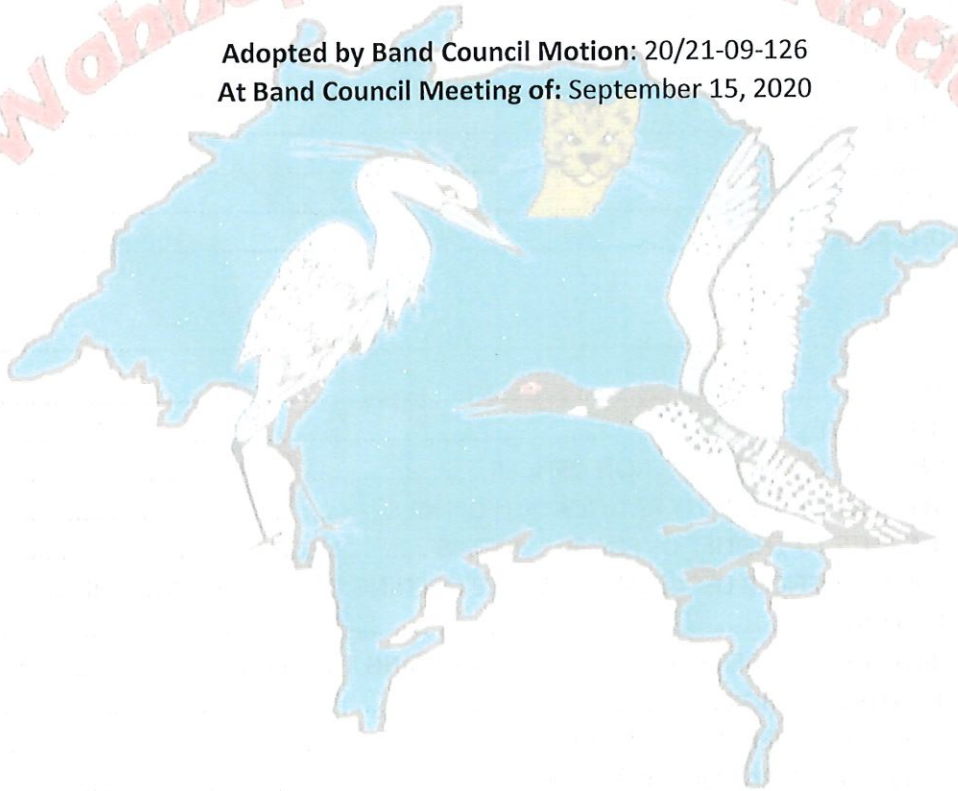 Adopted by Band Council Motion: 20/21-09-126
At Band Council Meeting of: September 15, 2020